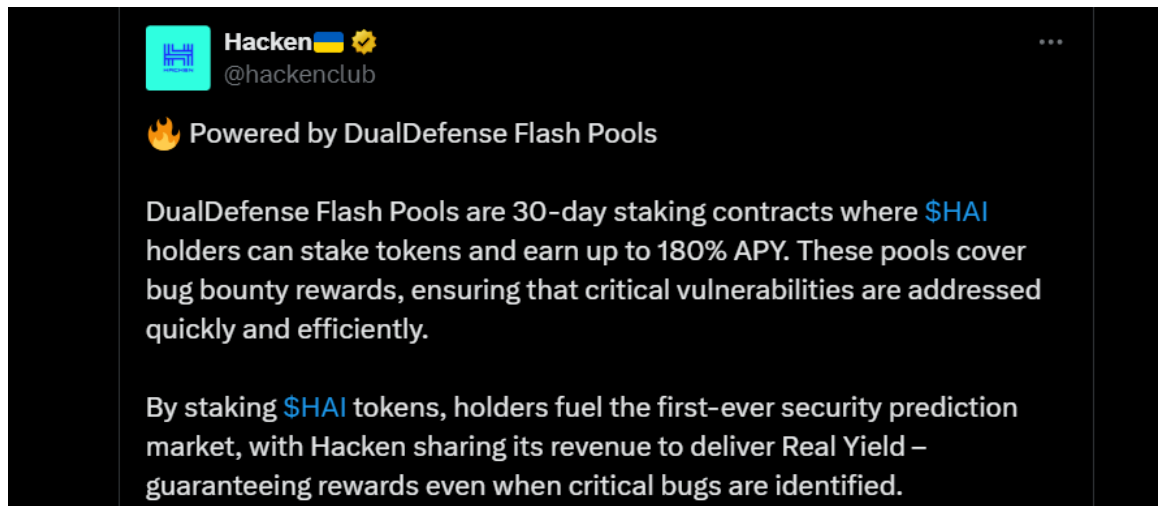 Hacken🇺🇦
@hackenclub
HACKEN
🔥 Powered by DualDefense Flash Pools
DualDefense Flash Pools are 30-day staking contracts where $HAI
holders can stake tokens and earn up to 180% APY. These pools cover
bug bounty rewards, ensuring that critical vulnerabilities are addressed
quickly and efficiently.
By staking $HAI tokens, holders fuel the first-ever security prediction
market, with Hacken sharing its revenue to deliver Real Yield –
guaranteeing rewards even when critical bugs are identified.